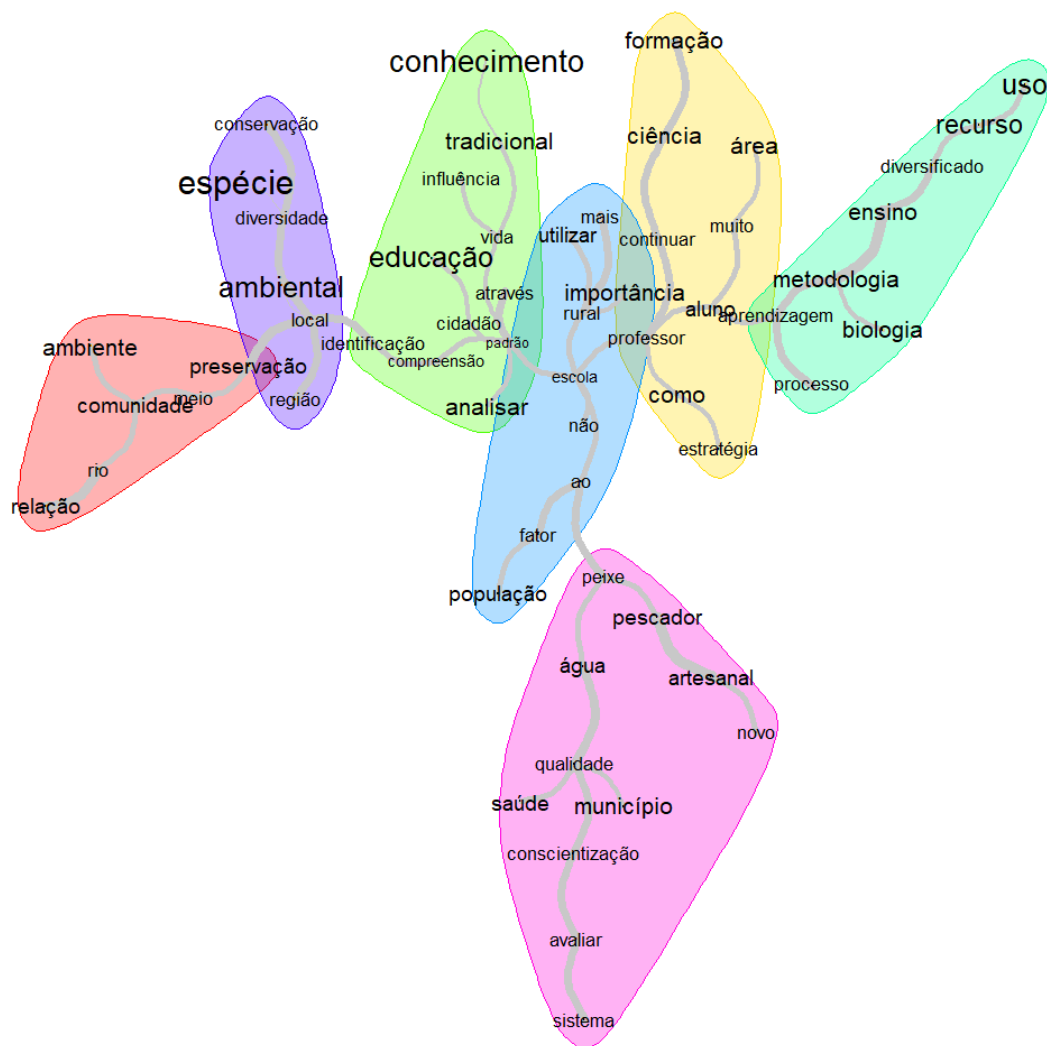 formação
conhecimento
uso
conservação
recurso
ciência
tradicional
área
diversificado
espécie
influência
ensino
diversidade
mais
muito
utilizar
vida
continuar
educação
metodologia
ambiental
através
importância
aluno
rural
aprendizagem
local
cidadão
biologia
professor
identificação
padrão
ambiente
compreensão
preservação
escola
processo
comunidade
meio
região
como
analisar
não
estratégia
rio
ao
relação
fator
peixe
população
pescador
água
artesanal
novo
qualidade
saúde
município
conscientização
avaliar
sistema